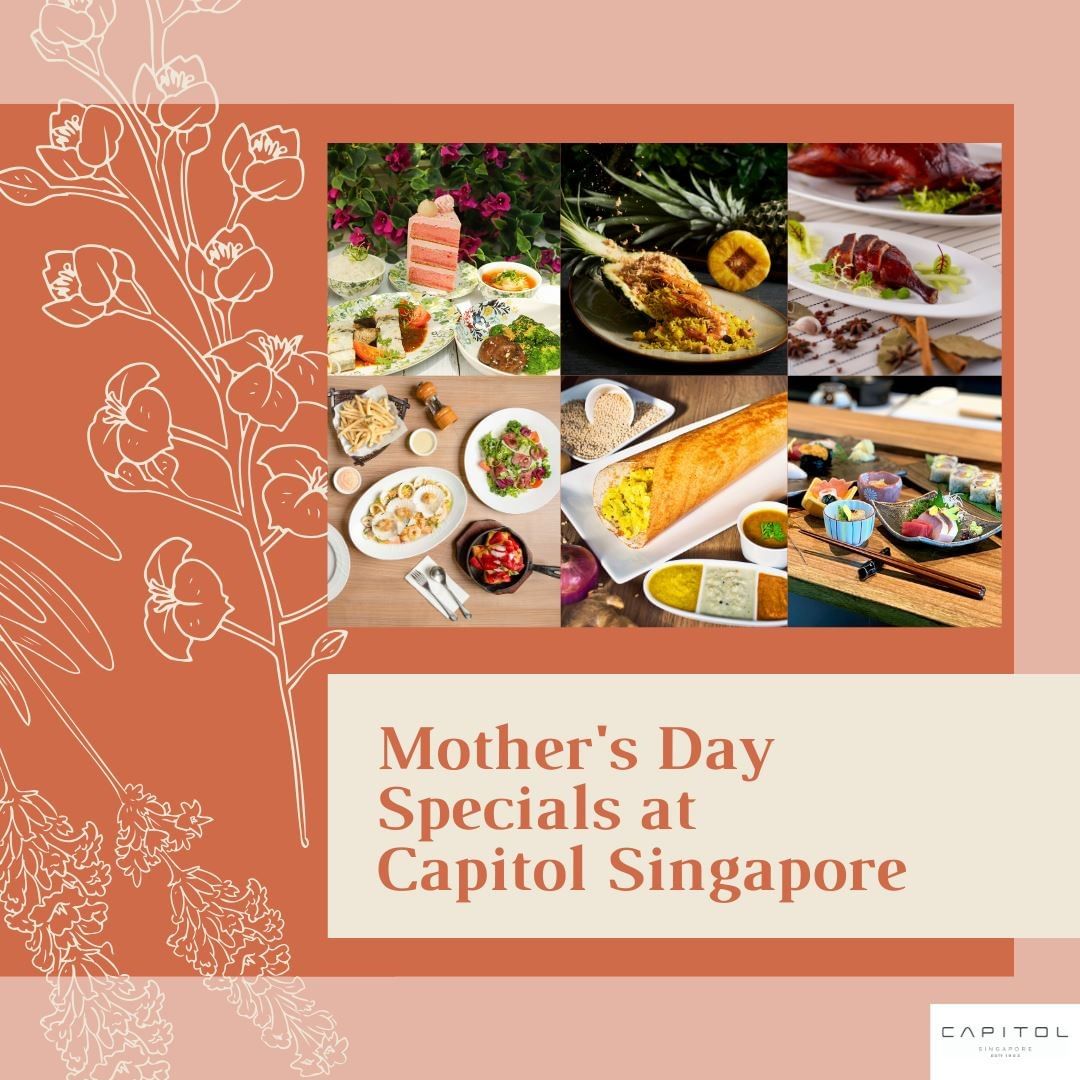 Mother's Day
Specials at
Capitol Singapore
CAPITOL
SINGAPORE